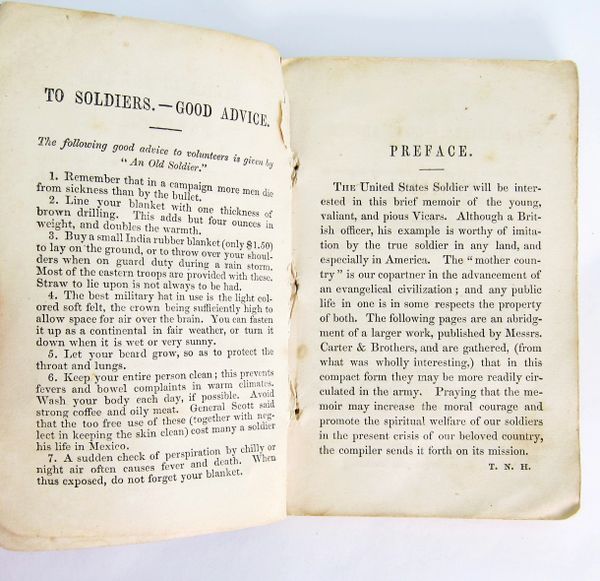 TO SOLDIERS.—GOOD ADVICE.
The following good advice to volunteers is given by
"An Old Soldier."
1. Remember that in a campaign more men die
from sickness than by the bullet.
2. Line your blanket with one thickness of
brown drilling. This adds but four ounces in
weight, and doubles the warmth.
3. Buy a small India rubber blanket (only $1.50)
to lay on the ground, or to throw over your shoul-
ders when on guard duty during a rain storm.
Most of the eastern troops are provided with these.
Straw to lie upon is not always to be had.
4. The best military hat in use is the light col-
ored soft felt, the crown being sufficiently high to
allow space for air over the brain. You can fasten
it up as a continental in fair weather, or turn it
down when it is wet or very sunny.
5. Let your beard grow, so as to protect the
throat and lungs.
6. Keep your entire person clean; this prevents
fevers and bowel complaints in warm climates.
Wash your body each day, if possible. Avoid
strong coffee and oily meat. General Scott said
that the too free use of these (together with neg-
lect in keeping the skin clean) cost many a soldier
his life in Mexico.
7. A sudden check of perspiration by chilly or
night air often causes fever and death. When
thus exposed, do not forget your blanket.
PREFACE.
THE United States Soldier will be inter-
ested in this brief memoir of the young,
valiant, and pious Vicars. Although a Brit-
ish officer, his example is worthy of imita-
tion by the true soldier in any land, and
especially in America. The "mother coun-
try" is our copartner in the advancement of
an evangelical civilization; and any public
life in one is in some respects the property
of both. The following pages are an abridg-
ment of a larger work, published by Messrs.
Carter & Brothers, and are gathered, (from
what was wholly interesting,) that in this
compact form they may be more readily cir-
culated in the army. Praying that the me-
moir may increase the moral courage and
promote the spiritual welfare of our soldiers
in the present crisis of our beloved country,
the compiler sends it forth on its mission.
T. N. H.